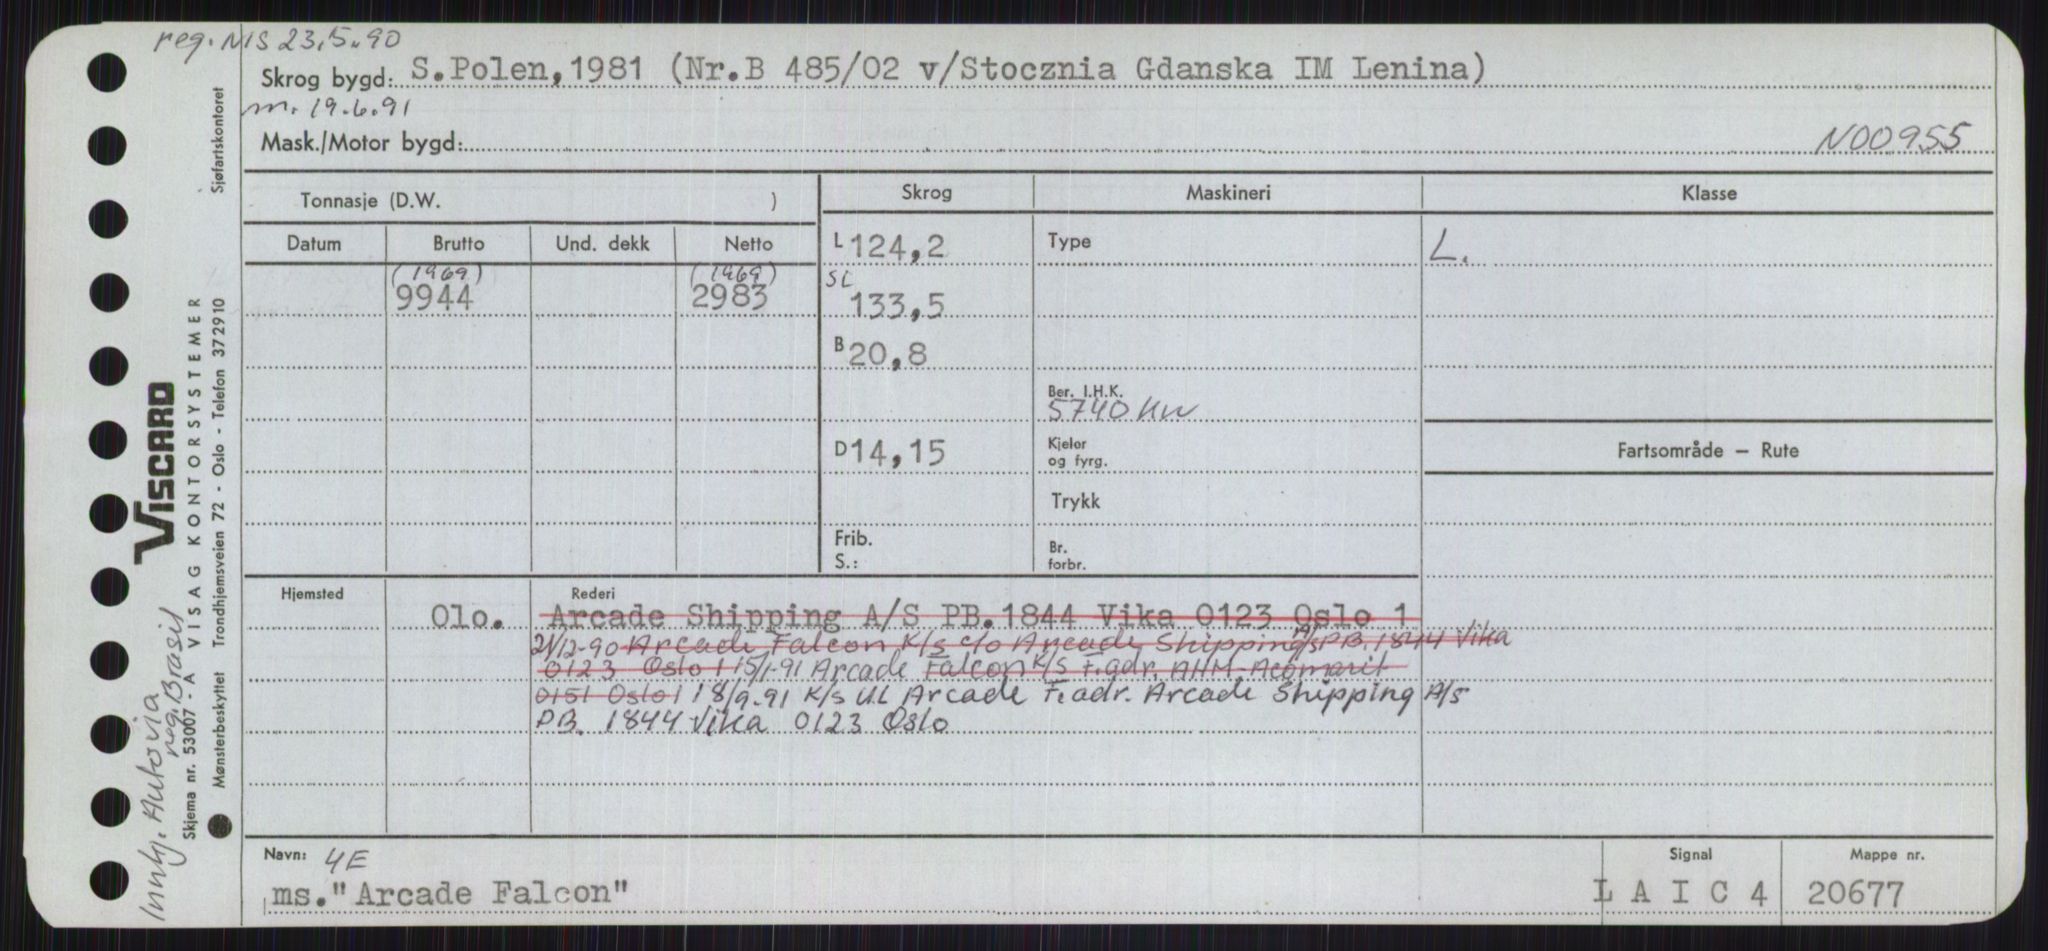 reg. NIS 23.5.90
Skrog bygd: S.Polen,1981 (Nr.B 485/02 v/Stocznia Gdanska IM Lenina)
m. 19.6.91
Mask./Motor bygd:
N00955
Tonnasje (D.W. )
Skrog
Maskineri
Klasse
Datum Brutto Und. dekk Netto
L 124,2
Type
L.
(1969) (1969)
9944 2983
SL
133,5
B 20,8
Ber. I.H.K.
5740 KW
D 14,15
Kjeler
og fyrg.
Fartsområde – Rute
Trykk
Frib.
S.:
Br.
forbr.
Hjemsted
Rederi
Olo. Arcade Shipping A/S PB.1844 Vika 0123 Oslo 1
21/12-90 Arcade Falcon K/S c/o Arcade Shipping A/S PB. 1844 Vika
0123 Oslo 1 15/1-91 Arcade Falcon K/S F.adr. AHM-Acomarit
0151 Oslo 1 18/9.91 K/S UL Arcade F.adr. Arcade Shipping A/S
PB. 1844 Vika 0123 Oslo
Navn: 4E
ms."Arcade Falcon"
Signal
L A I C 4
Mappe nr.
20677
Sjøfartskontoret
VISCARD
Skjema nr. 53007 - A VISAG KONTORSYSTEMER
Mønsterbeskyttet Trondhjemsveien 72 - Oslo - Telefon 372910
reg. Brasil